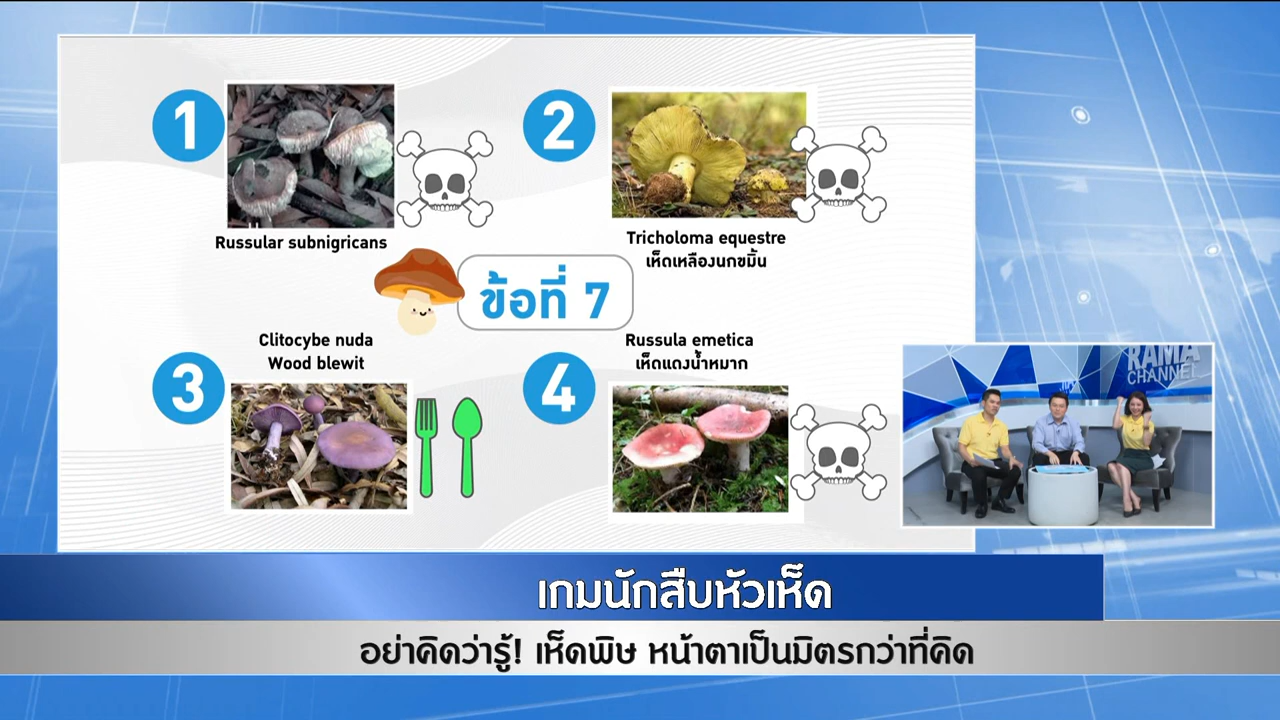 1
Russular subnigricans
2
Tricholoma equestre
เห็ดเหลืองนกขมิ้น
ข้อที่ 7
Clitocybe nuda
Wood blewit
3
Russula emetica
เห็ดแดงน้ำหมาก
4
RAMA
CHANNEL
เกมนักสืบหัวเห็ด
อย่าคิดว่ารู้! เห็ดพิษ หน้าตาเป็นมิตรกว่าที่คิด